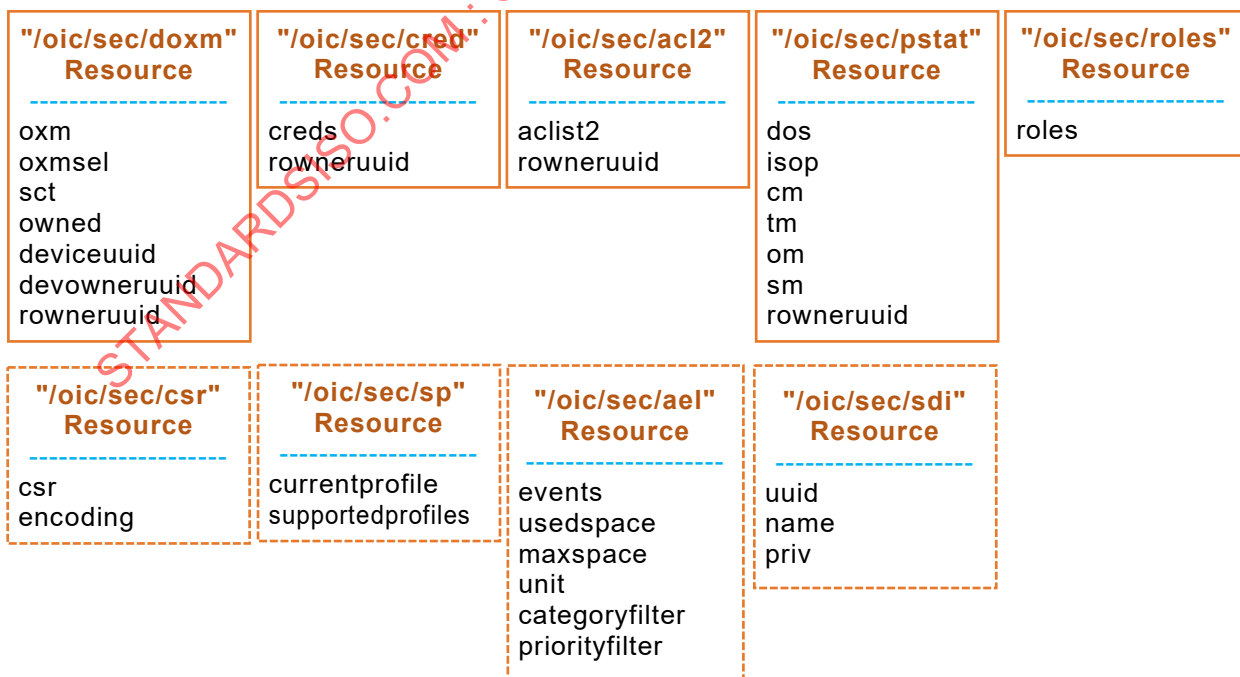 "/oic/sec/doxm"
Resource
oxm
oxmsel
sct
owned
deviceuuid
devowneruuid
rowneruuid
"/oic/sec/cred"
Resource
creds
rowneruuid
"/oic/sec/acl2"
Resource
aclist2
rowneruuid
"/oic/sec/pstat"
Resource
dos
isop
cm
tm
om
sm
rowneruuid
"/oic/sec/roles"
Resource
roles
"/oic/sec/csr"
Resource
csr
encoding
"/oic/sec/sp"
Resource
currentprofile
supportedprofiles
"/oic/sec/ael"
Resource
events
usedspace
maxspace
unit
categoryfilter
priorityfilter
"/oic/sec/sdi"
Resource
uuid
name
priv
STANDARDSISO.COM :